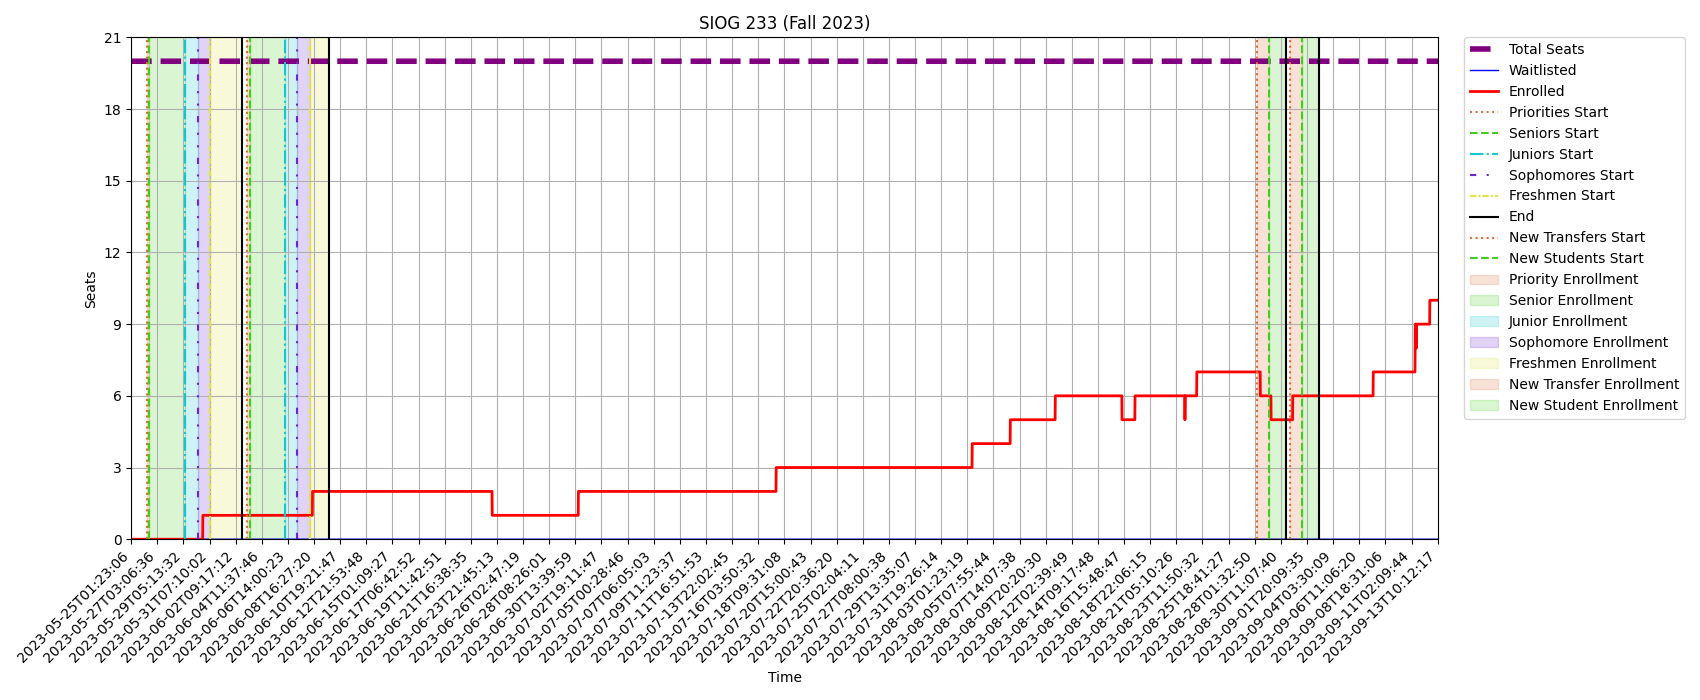 SIOG 233 (Fall 2023)
21
18
15
12
9
6
3
0
Seats
2023-05-25T01:23:06
2023-05-27T03:06:36
2023-05-29T05:13:32
2023-05-31T07:10:02
2023-06-02T09:17:12
2023-06-04T11:37:46
2023-06-06T14:00:23
2023-06-08T16:27:20
2023-06-10T19:21:47
2023-06-12T21:53:48
2023-06-15T01:09:27
2023-06-17T06:42:52
2023-06-19T11:42:51
2023-06-21T16:38:35
2023-06-23T21:45:13
2023-06-26T02:47:19
2023-06-28T08:26:01
2023-06-30T13:39:59
2023-07-02T19:11:47
2023-07-05T00:28:46
2023-07-07T06:05:03
2023-07-09T11:23:37
2023-07-11T16:51:53
2023-07-13T22:02:45
2023-07-16T03:50:32
2023-07-18T09:31:08
2023-07-20T15:00:43
2023-07-22T20:36:20
2023-07-25T02:04:11
2023-07-27T08:00:38
2023-07-29T13:35:07
2023-07-31T19:26:14
2023-08-03T01:23:19
2023-08-05T07:55:44
2023-08-07T14:07:38
2023-08-09T20:20:30
2023-08-12T02:39:49
2023-08-14T09:17:48
2023-08-16T15:48:47
2023-08-18T22:06:15
2023-08-21T05:10:26
2023-08-23T11:50:32
2023-08-25T18:41:27
2023-08-28T01:32:50
2023-08-30T11:07:40
2023-09-01T20:09:35
2023-09-04T03:30:09
2023-09-06T11:06:20
2023-09-08T18:31:06
2023-09-11T02:09:44
2023-09-13T10:12:17
Time
Total Seats
Waitlisted
Enrolled
Priorities Start
Seniors Start
Juniors Start
Sophomores Start
Freshmen Start
End
New Transfers Start
New Students Start
Priority Enrollment
Senior Enrollment
Junior Enrollment
Sophomore Enrollment
Freshmen Enrollment
New Transfer Enrollment
New Student Enrollment